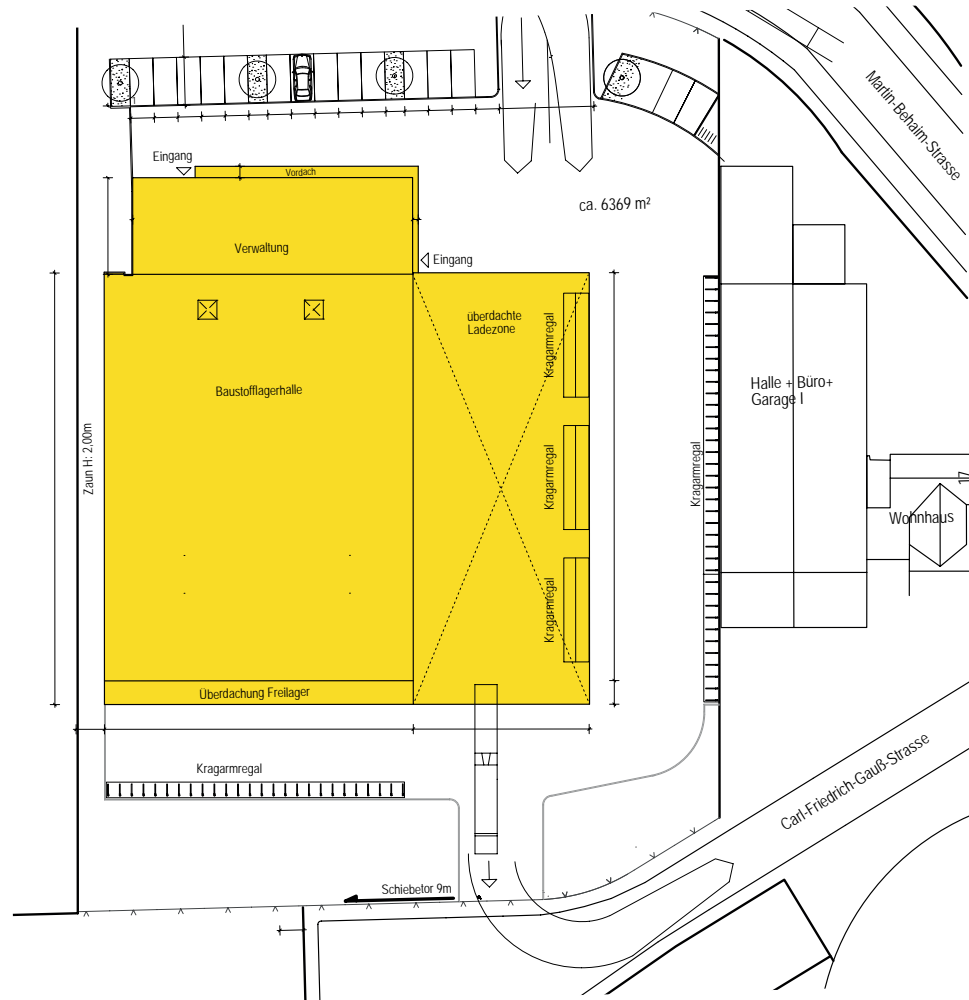 Martin-Behaim-Strasse
Eingang
Vordach
ca. 6369 m²
Verwaltung
Eingang
überdachte
Ladezone
Kragarmregal
Halle + Büro+
Garage I
Baustofflagerhalle
Zaun H: 2,00m
Kragarmregal
Kragarmregal
17
Wohnhaus
Kragarmregal
Überdachung Freilager
Kragarmregal
Carl-Friedrich-Gauß-Strasse
Schiebetor 9m